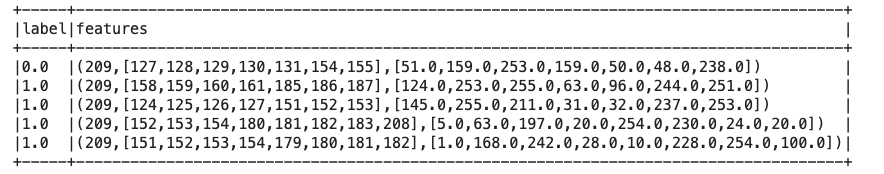 +-----+--------------------------------------------------------------------------------------+
|label|features                                                                              |
+-----+--------------------------------------------------------------------------------------+
|0.0  |(209,[127,128,129,130,131,154,155],[51.0,159.0,253.0,159.0,50.0,48.0,238.0])          |
|1.0  |(209,[158,159,160,161,185,186,187],[124.0,253.0,255.0,63.0,96.0,244.0,251.0])         |
|1.0  |(209,[124,125,126,127,151,152,153],[145.0,255.0,211.0,31.0,32.0,237.0,253.0])         |
|1.0  |(209,[152,153,154,180,181,182,183,208],[5.0,63.0,197.0,20.0,254.0,230.0,24.0,20.0])   |
|1.0  |(209,[151,152,153,154,179,180,181,182],[1.0,168.0,242.0,28.0,10.0,228.0,254.0,100.0])|
+-----+--------------------------------------------------------------------------------------+